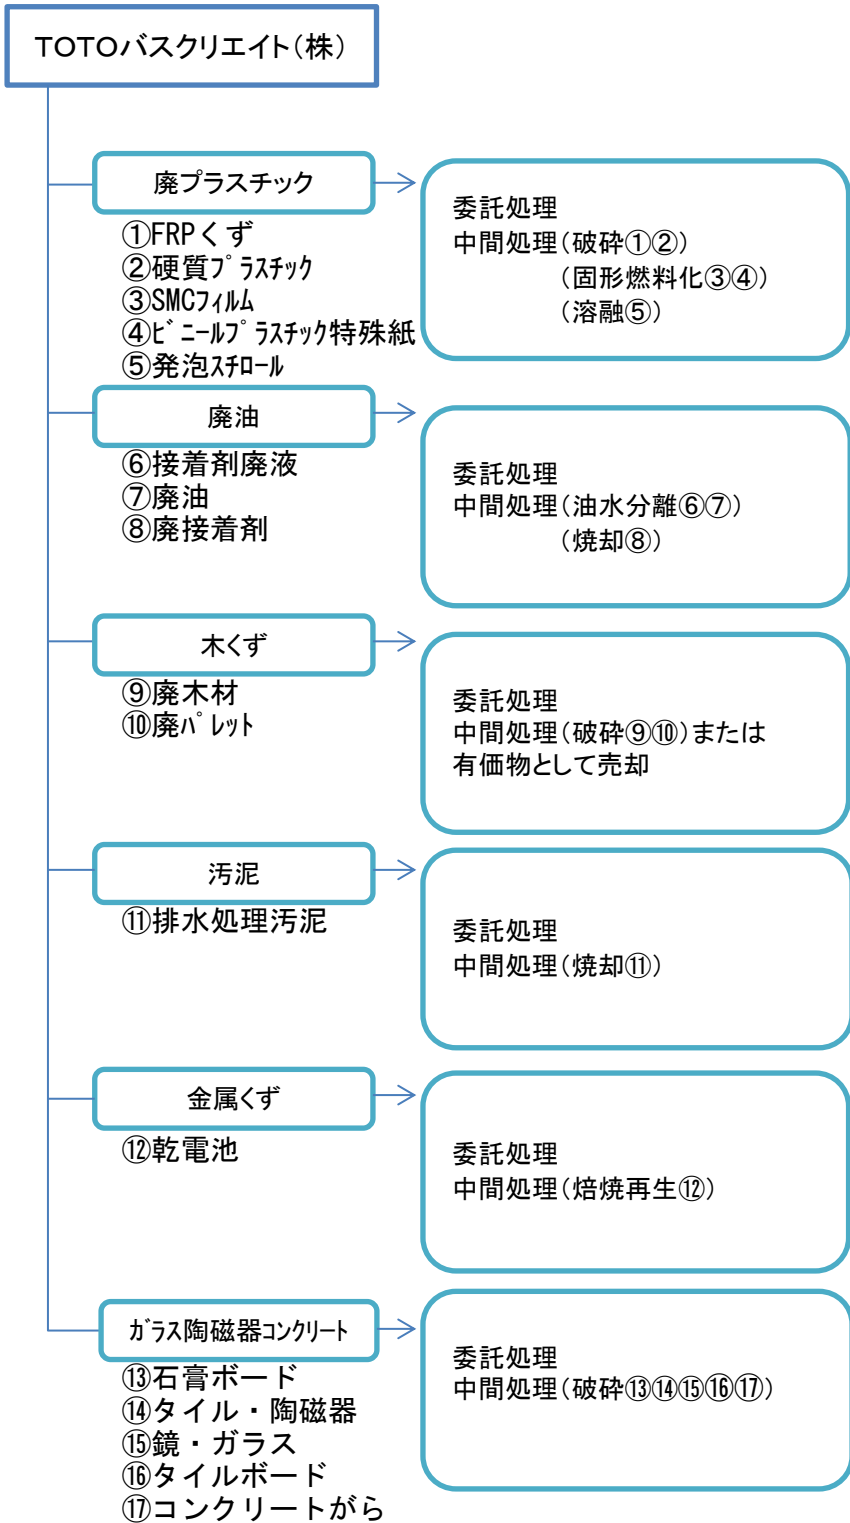 TOTOバスクリエイト(株)
廃プラスチック
①FRPくず
②硬質ﾌﾟﾗｽﾁｯｸ
③SMCﾌｨﾙﾑ
④ﾋﾞﾆｰﾙﾌﾟﾗｽﾁｯｸ特殊紙
⑤発泡ｽﾁﾛｰﾙ
委託処理
中間処理(破砕①②)
(固形燃料化③④)
(溶融⑤)
廃油
⑥接着剤廃液
⑦廃油
⑧廃接着剤
委託処理
中間処理(油水分離⑥⑦)
(焼却⑧)
木くず
⑨廃木材
⑩廃ﾊﾟﾚｯﾄ
委託処理
中間処理(破砕⑨⑩)または
有価物として売却
汚泥
⑪排水処理汚泥
委託処理
中間処理(焼却⑪)
金属くず
⑫乾電池
委託処理
中間処理(焙焼再生⑫)
ｶﾞﾗｽ陶磁器ｺﾝｸﾘｰﾄ
⑬石膏ボード
⑭タイル・陶磁器
⑮鏡・ガラス
⑯タイルボード
⑰コンクリートがら
委託処理
中間処理(破砕⑬⑭⑮⑯⑰)